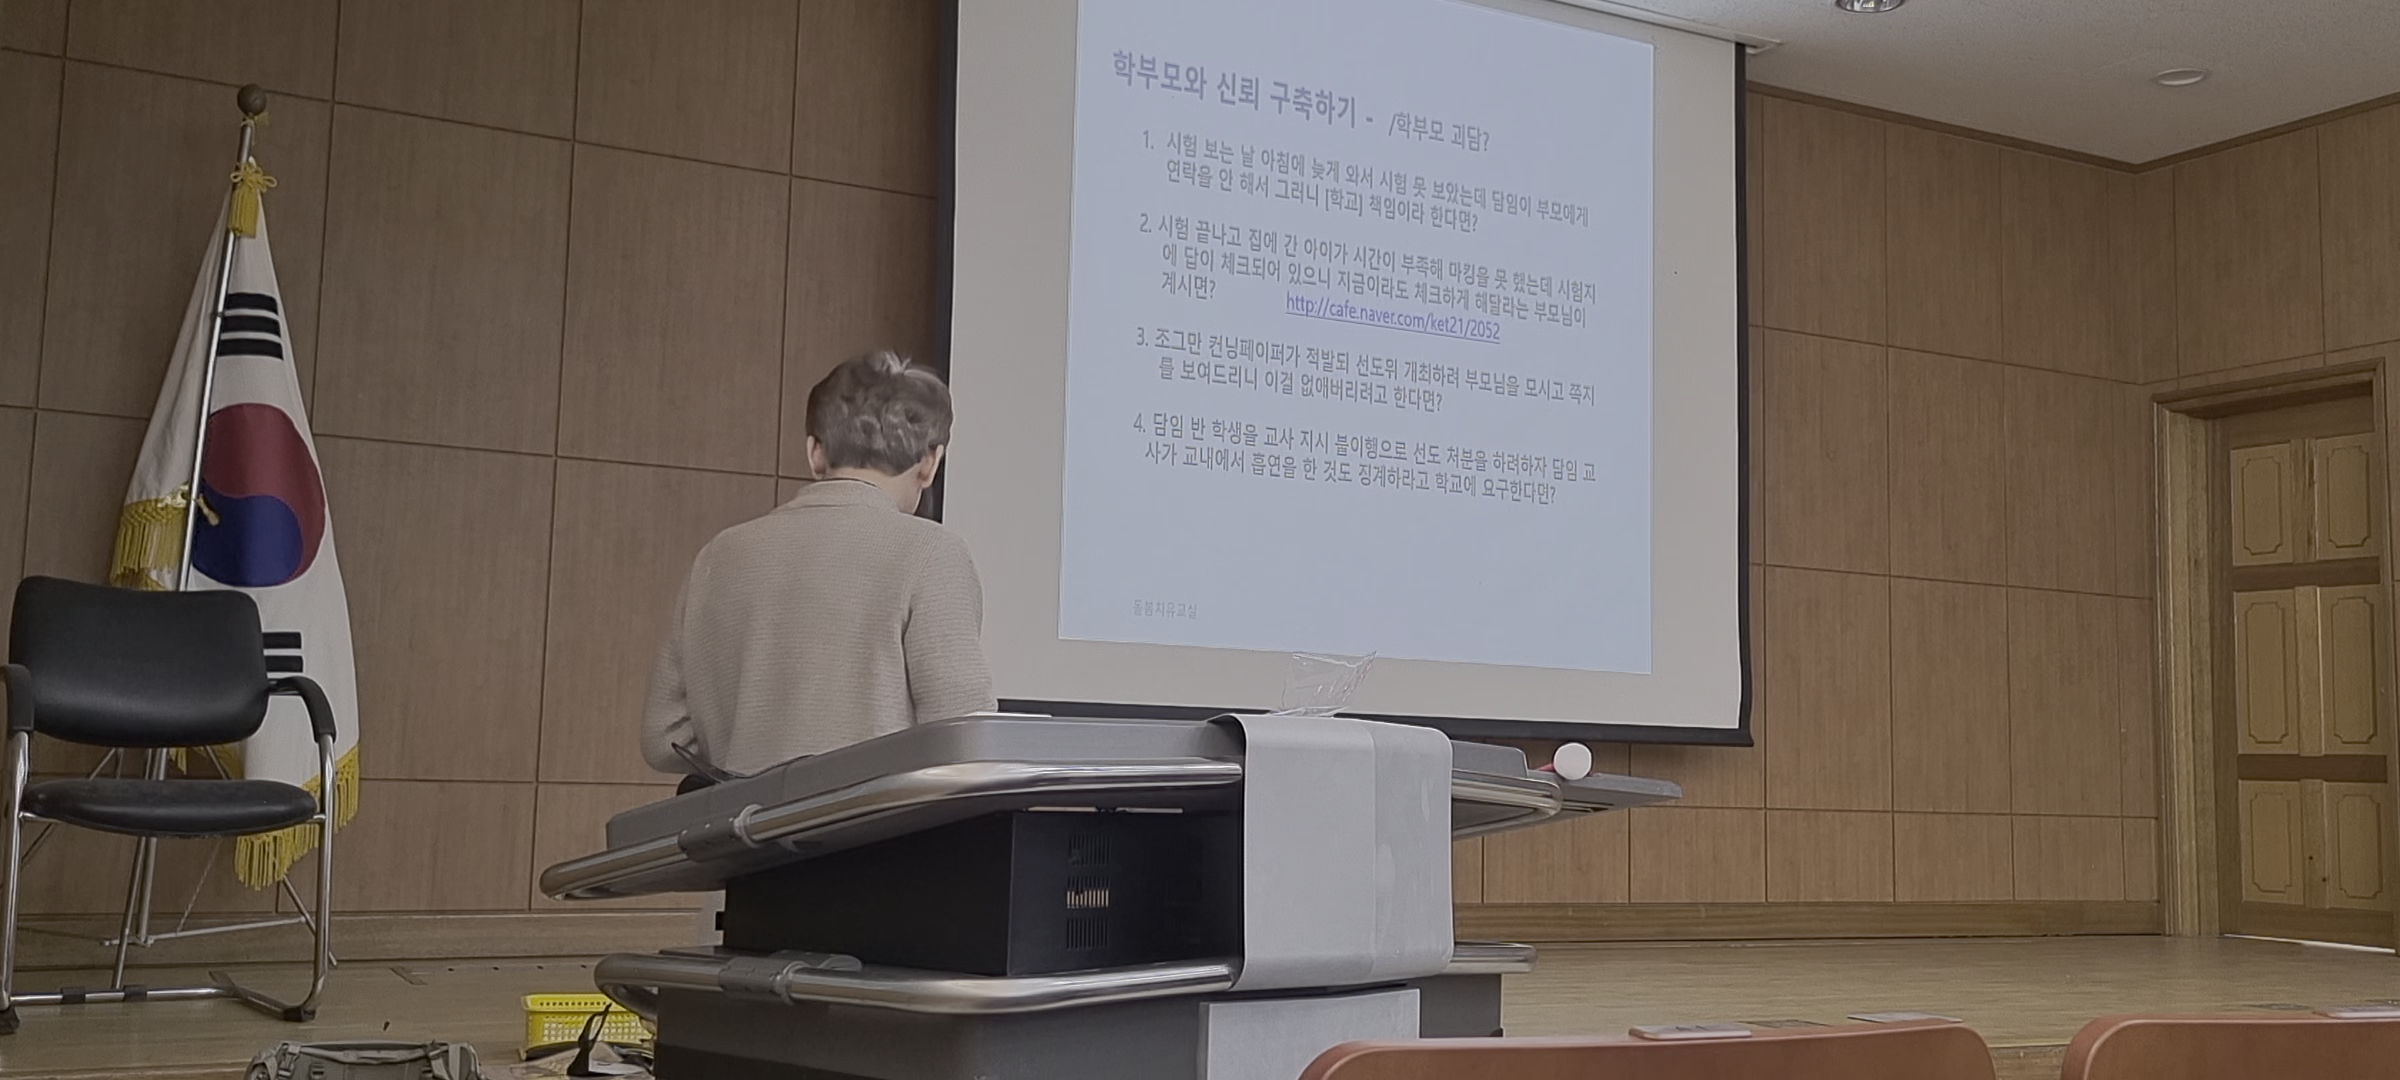 학부모와 신뢰 구축하기 - /학부모 괴담?
1. 시험 보는 날 아침에 늦게 와서 시험 못 보았는데 담임이 부모에게
연락을 안 해서 그러니 [학교] 책임이라 한다면?
2. 시험 끝나고 집에 간 아이가 시간이 부족해 마킹을 못 했는데 시험지
에 답이 체크되어 있으니 지금이라도 체크하게 해달라는 부모님이
계시면? http://cafe.naver.com/ket21/2052
3. 조그만 컨닝페이퍼가 적발되 선도위 개최하려 부모님을 모시고 쪽지
를 보여드리니 이걸 없애버리려고 한다면?
4. 담임 반 학생을 교사 지시 불이행으로 선도 처분을 하려하자 담임 교
사가 교내에서 흡연을 한 것도 징계하라고 학교에 요구한다면?
돌봄치유교실